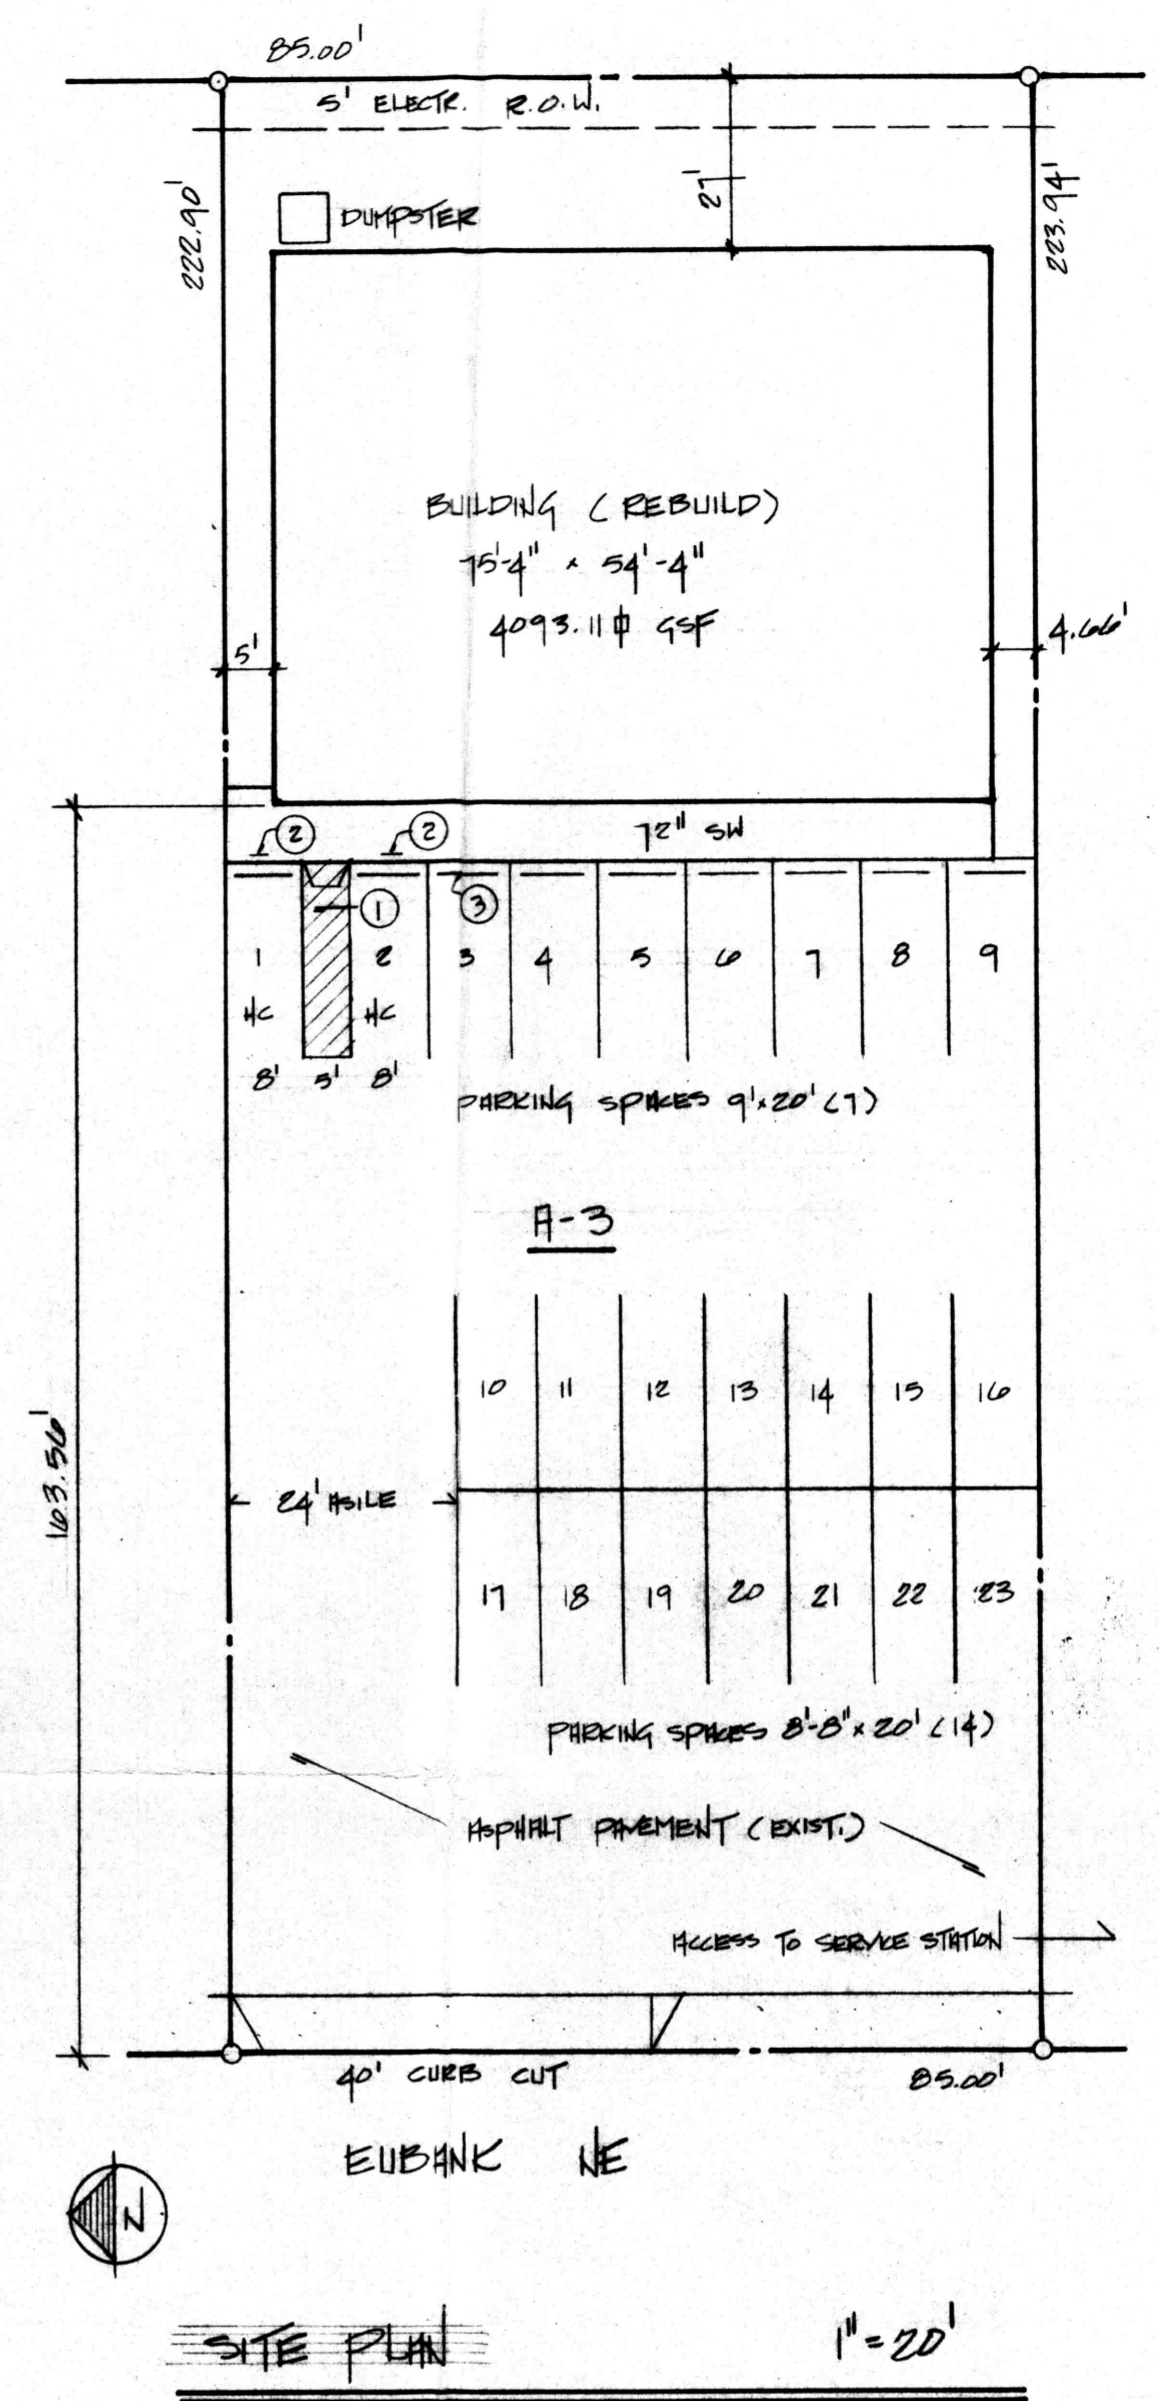 85.00'
5' ELECTR. R.O.W.
222.90'
21'
223.94'
DUMPSTER
BUILDING (REBUILD)
75'-4" x 54'-4"
4093.11⌑ GSF
5'
4.66'
2
2
72" SW
1
3
1
2
3
4
5
6
7
8
9
HC
HC
8'
5'
8'
PARKING SPACES 9'x20' (7)
A-3
10
11
12
13
14
15
16
163.56'
24' ASILE
17
18
19
20
21
22
23
PARKING SPACES 8'-8"x20' (14)
ASPHALT PAVEMENT (EXIST.)
ACCESS TO SERVICE STATION
40' CURB CUT
85.00'
EUBANK NE
N
SITE PLAN
1"=20'